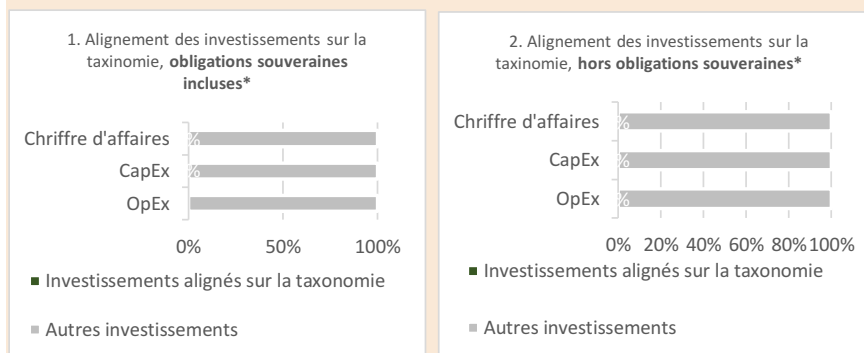 1. Alignement des investissements sur la
taxinomie, obligations souveraines
incluses*
Chriffre d'affaires
%
CapEx
%
OpEx
0% 50% 100%
Investissements alignés sur la taxonomie
Autres investissements
2. Alignement des investissements sur la
taxinomie, hors obligations souveraines*
Chriffre d'affaires
%
CapEx
%
OpEx
%
0% 20% 40% 60% 80% 100%
Investissements alignés sur la taxonomie
Autres investissements